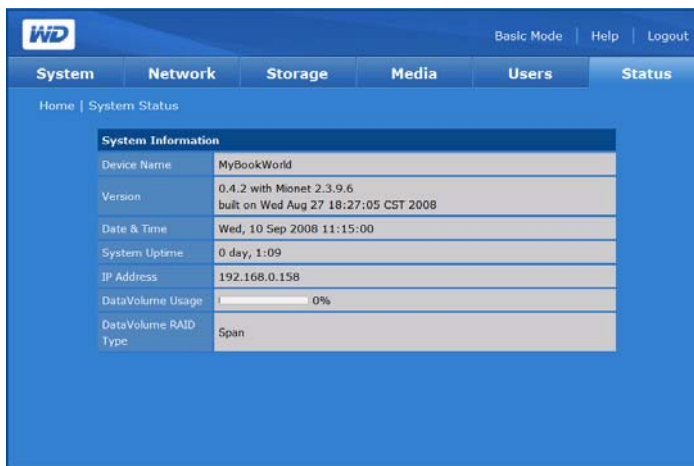 WD
Basic Mode | Help | Logout
System Network Storage Media Users Status
Home | System Status
System Information
Device Name MyBookWorld
Version 0.4.2 with Mionet 2.3.9.6
built on Wed Aug 27 18:27:05 CST 2008
Date & Time Wed, 10 Sep 2008 11:15:00
System Uptime 0 day, 1:09
IP Address 192.168.0.158
DataVolume Usage 0%
DataVolume RAID
Type Span